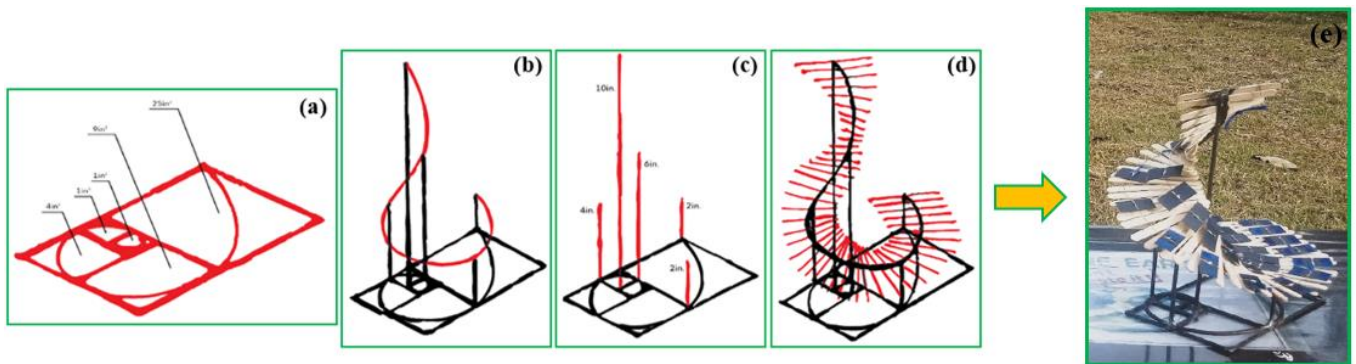 (a)
25in²
9in²
1in²
1in²
4in²
(b)
(c)
10in.
6in.
4in.
2in.
2in.
(d)
(e)